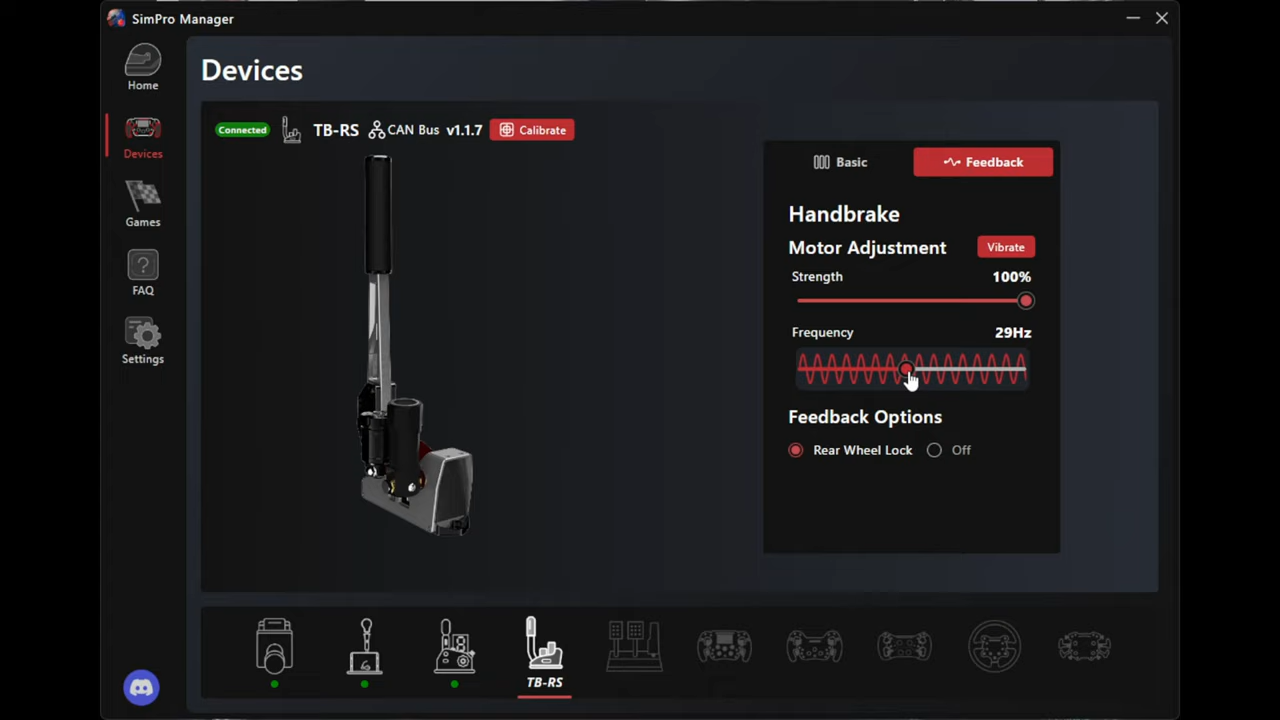 SimPro Manager
Home
Devices
Games
FAQ
Settings
Devices
Connected TB-RS CAN Bus v1.1.7 Calibrate
Basic Feedback
Handbrake
Motor Adjustment Vibrate
Strength 100%
Frequency 29Hz
Feedback Options
Rear Wheel Lock Off
TB-RS